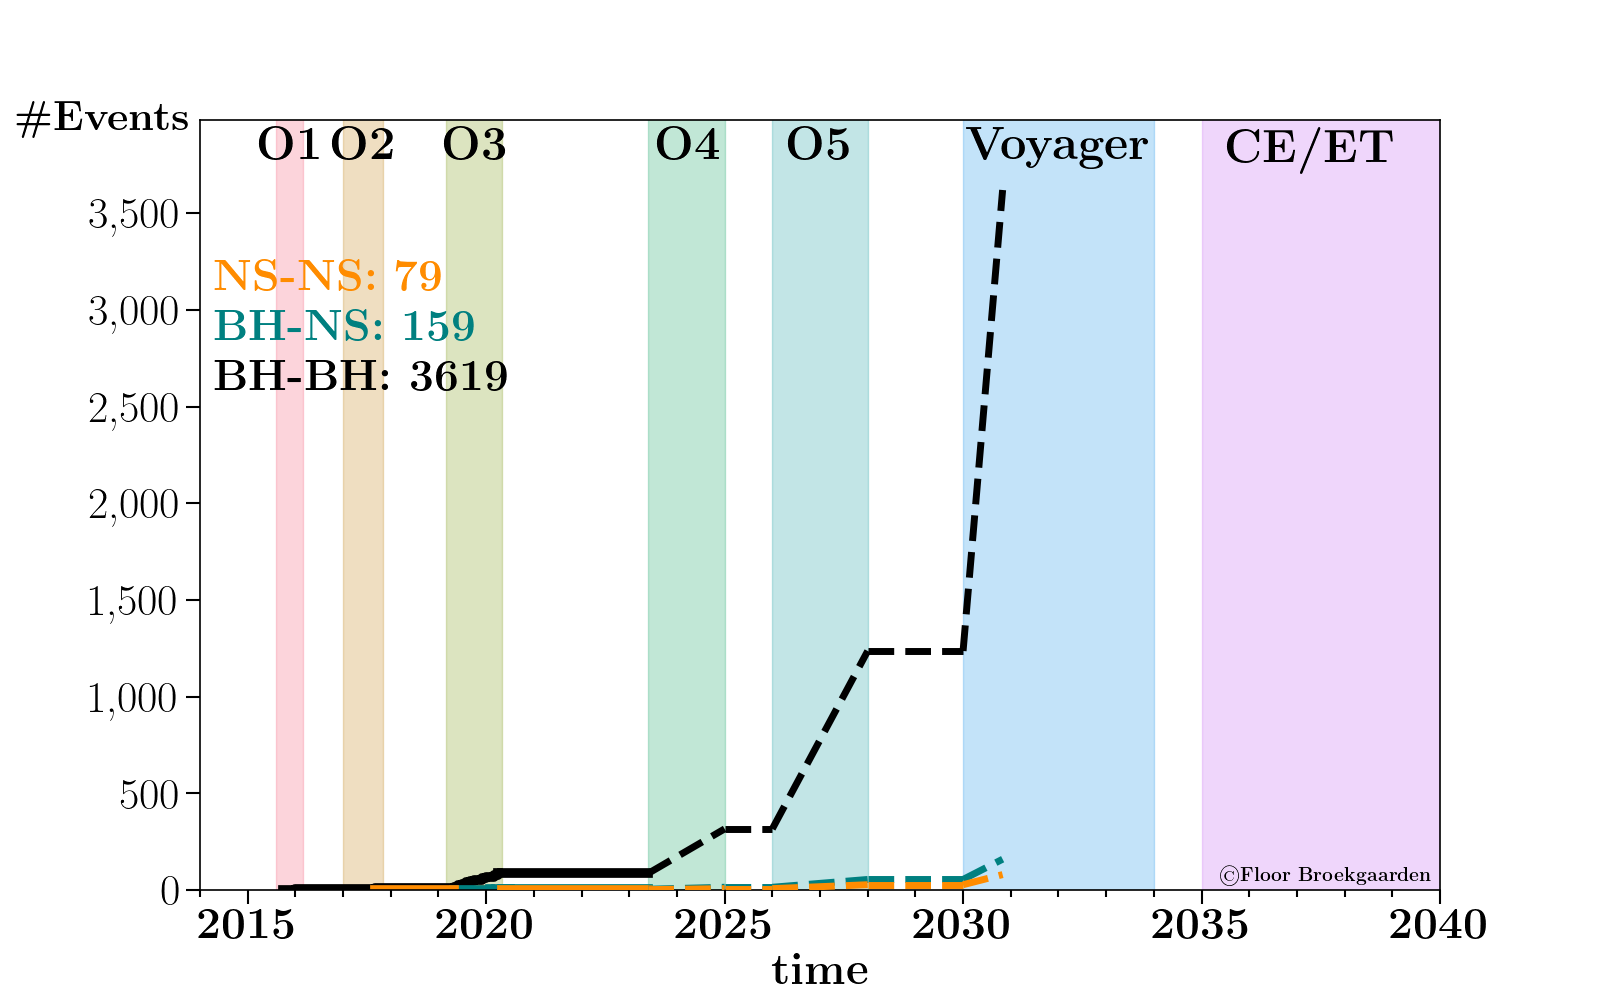 #Events
O1 O2 O3 O4 O5 Voyager CE/ET
3,500
NS-NS: 79
3,000
BH-NS: 159
BH-BH: 3619
2,500
2,000
1,500
1,000
500
0
©Floor Broekgaarden
2015 2020 2025 2030 2035 2040
time